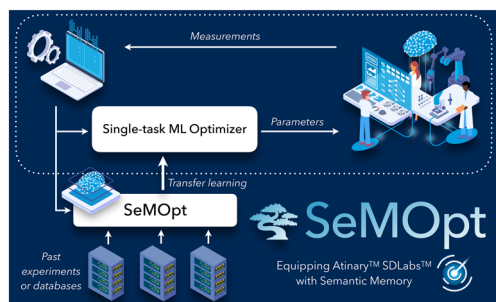 Measurements
Single-task ML Optimizer
Parameters
Transfer learning
SeMOpt
Past
experiments
or databases
SeMOpt
Equipping Atinary™ SDLabs™
with Semantic Memory